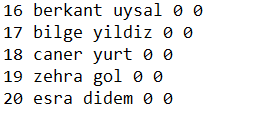 16 berkant uysal 0 0
17 bilge yildiz 0 0
18 caner yurt 0 0
19 zehra gol 0 0
20 esra didem 0 0